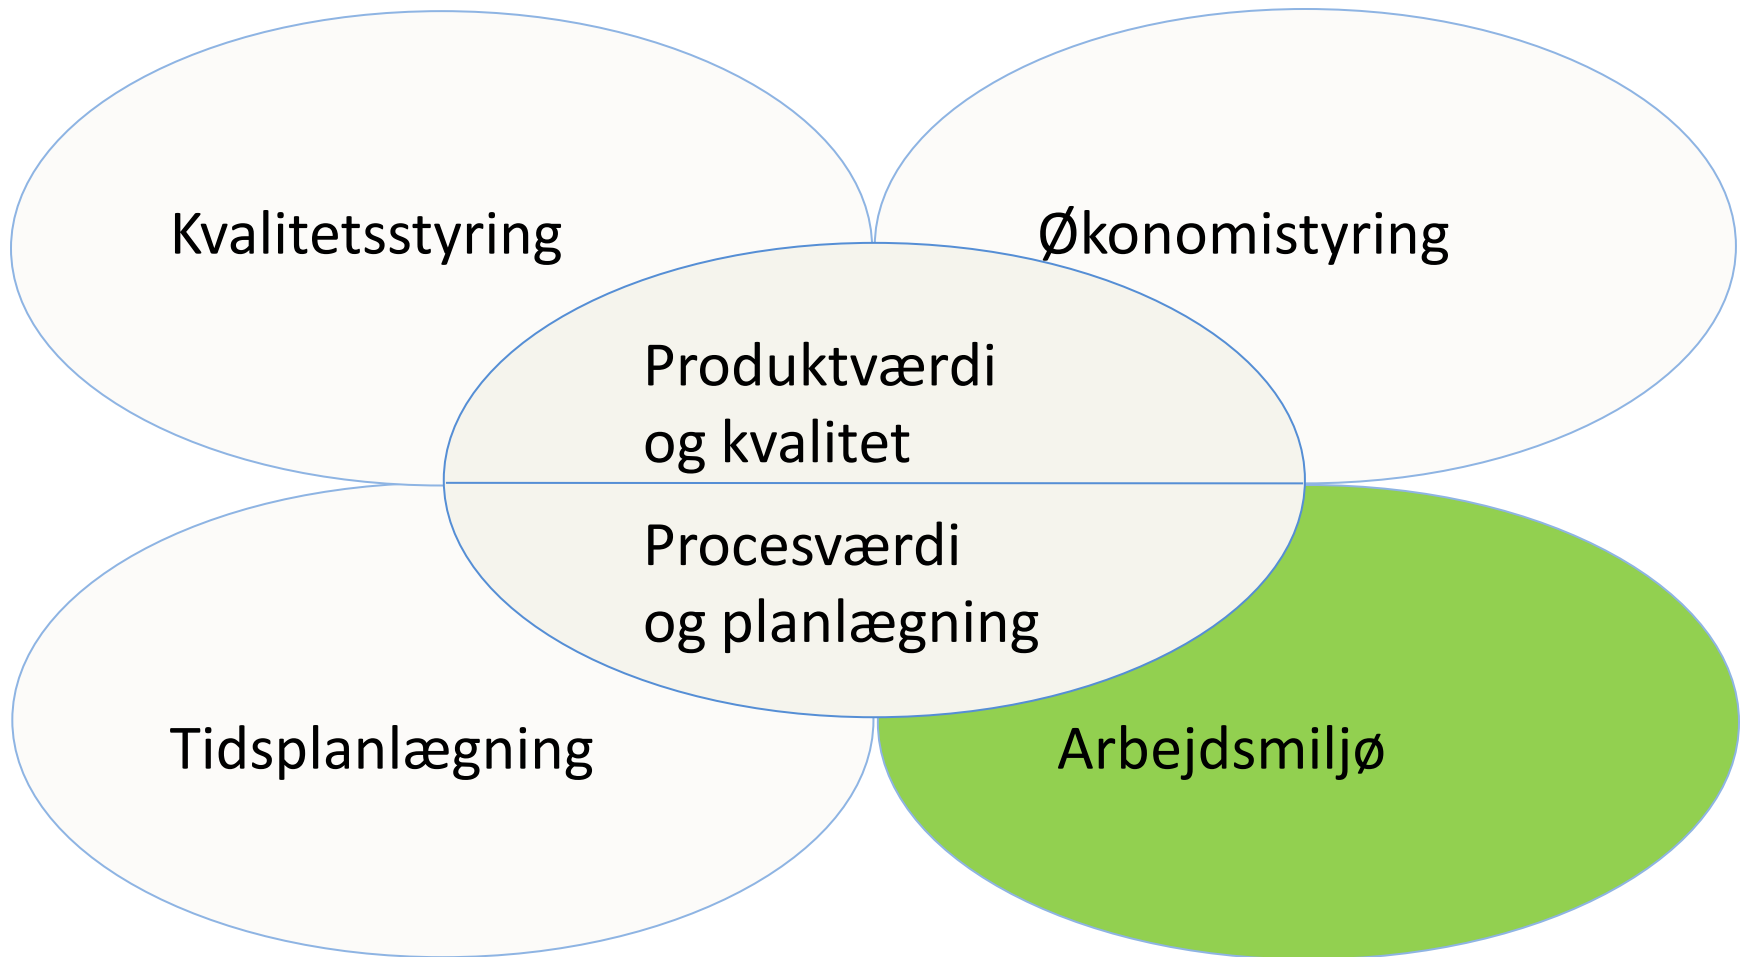 Kvalitetsstyring
Økonomistyring
Produktværdi
og kvalitet
Procesværdi
og planlægning
Tidsplanlægning
Arbejdsmiljø